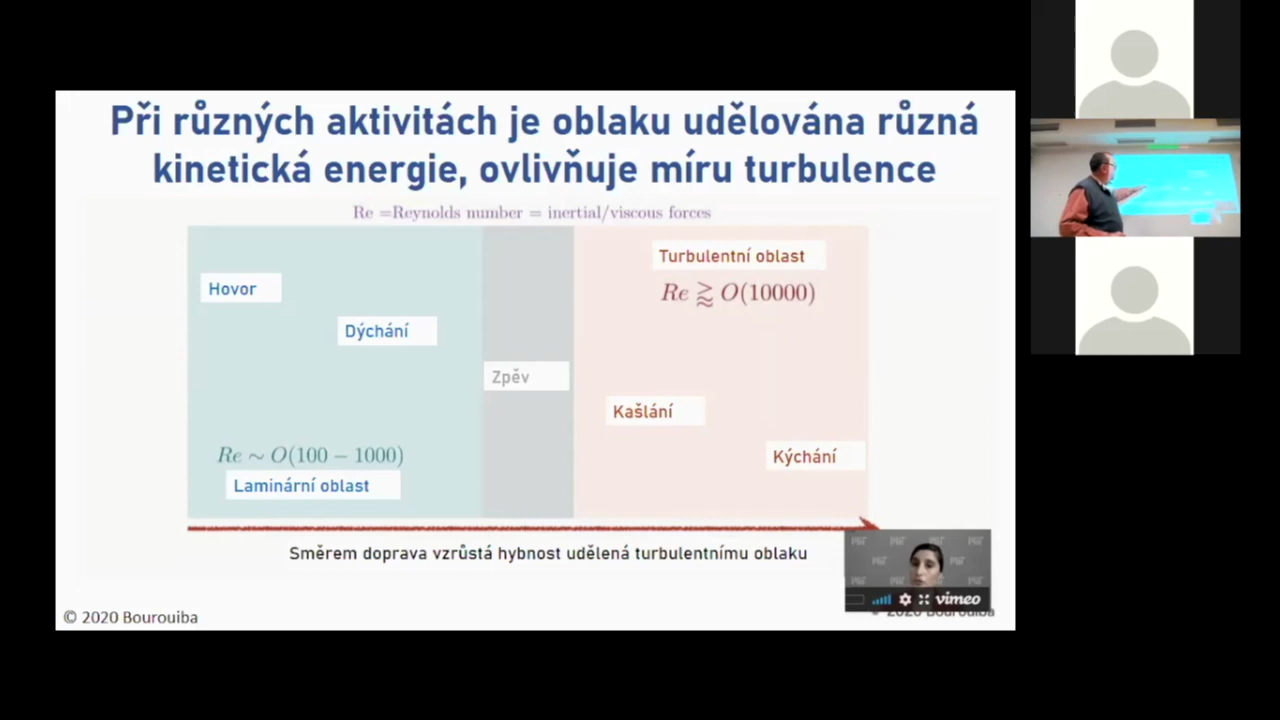 Při různých aktivitách je oblaku udělována různá
kinetická energie, ovlivňuje míru turbulence
Re =Reynolds number = inertial/viscous forces
Turbulentní oblast
Re ⪆ O(10000)
Hovor
Dýchání
Zpěv
Kašlání
Kýchání
Re ∼ O(100 − 1000)
Laminární oblast
Směrem doprava vzrůstá hybnost udělená turbulentnímu oblaku
vimeo
© 2020 Bourouiba
© 2020 Bourouiba